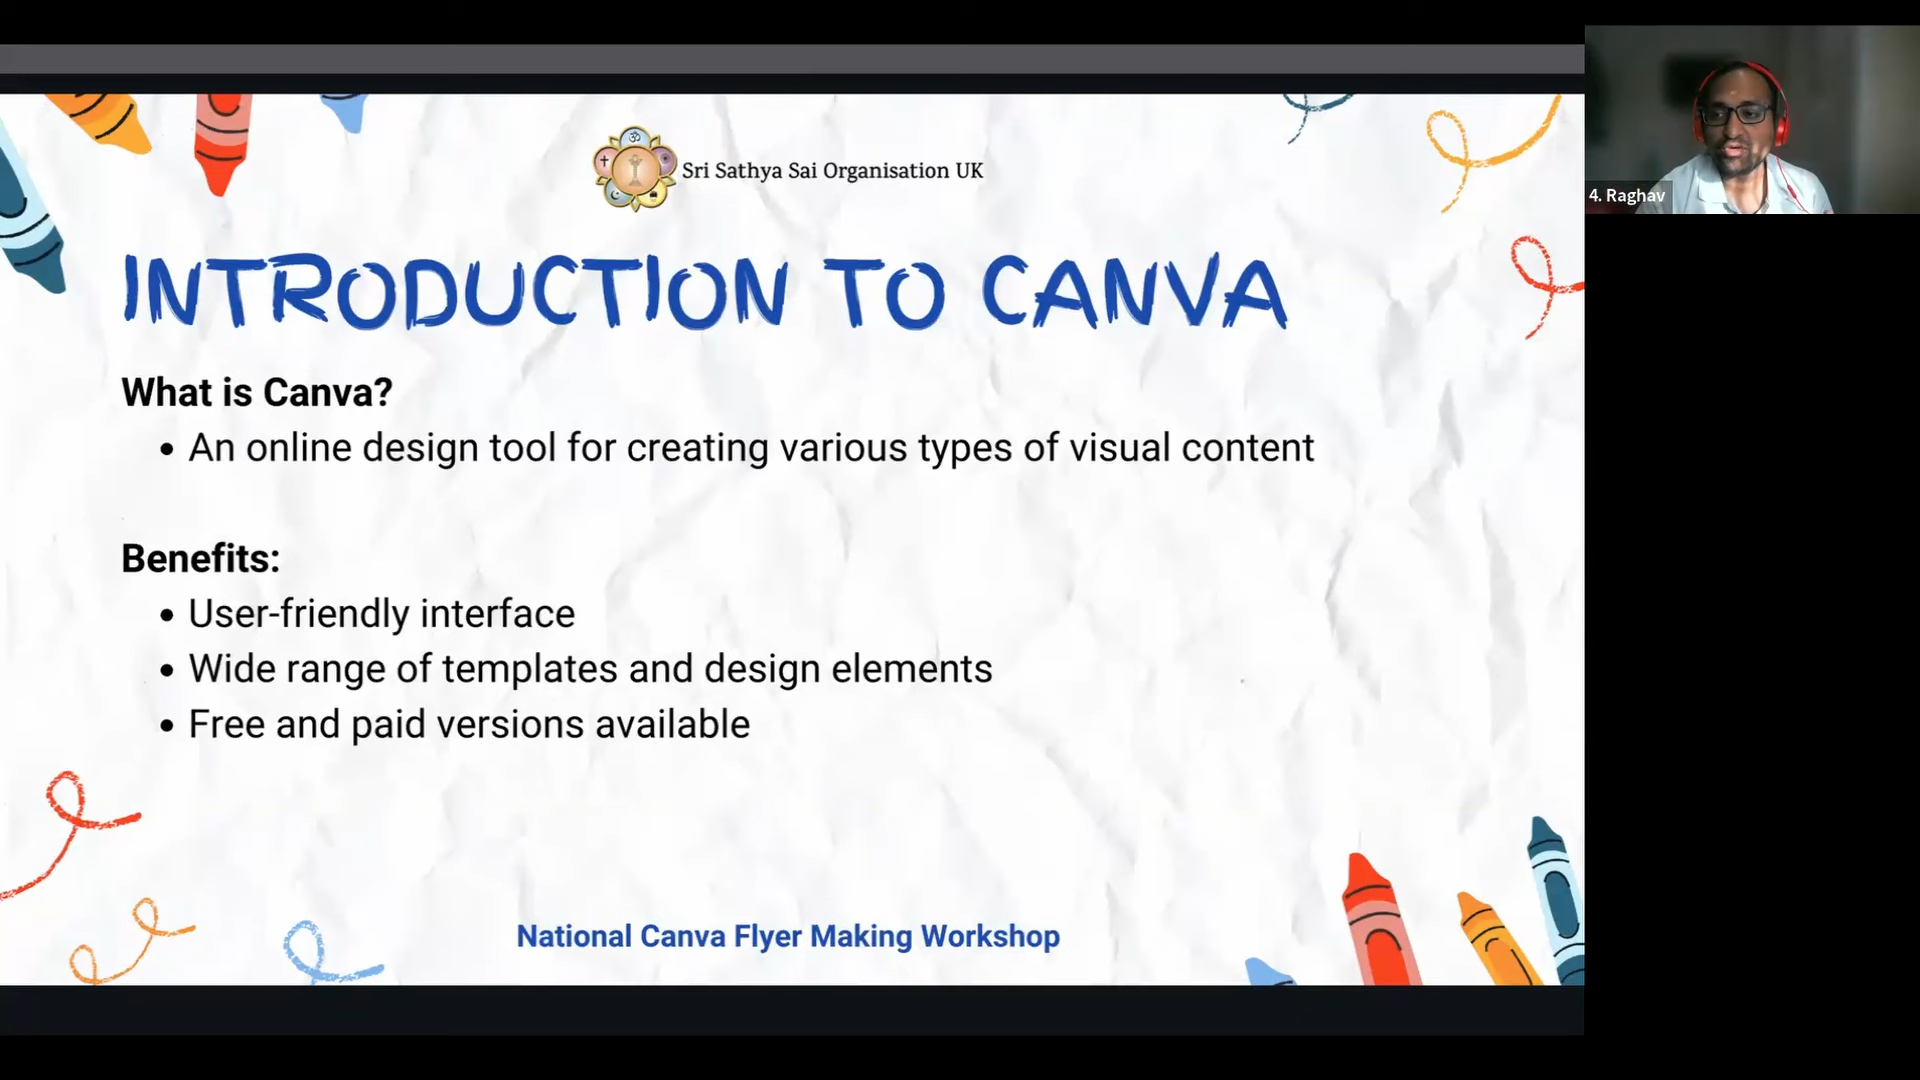 Sri Sathya Sai Organisation UK
4. Raghav
INTRODUCTION TO CANVA
What is Canva?
• An online design tool for creating various types of visual content
Benefits:
• User-friendly interface
• Wide range of templates and design elements
• Free and paid versions available
National Canva Flyer Making Workshop